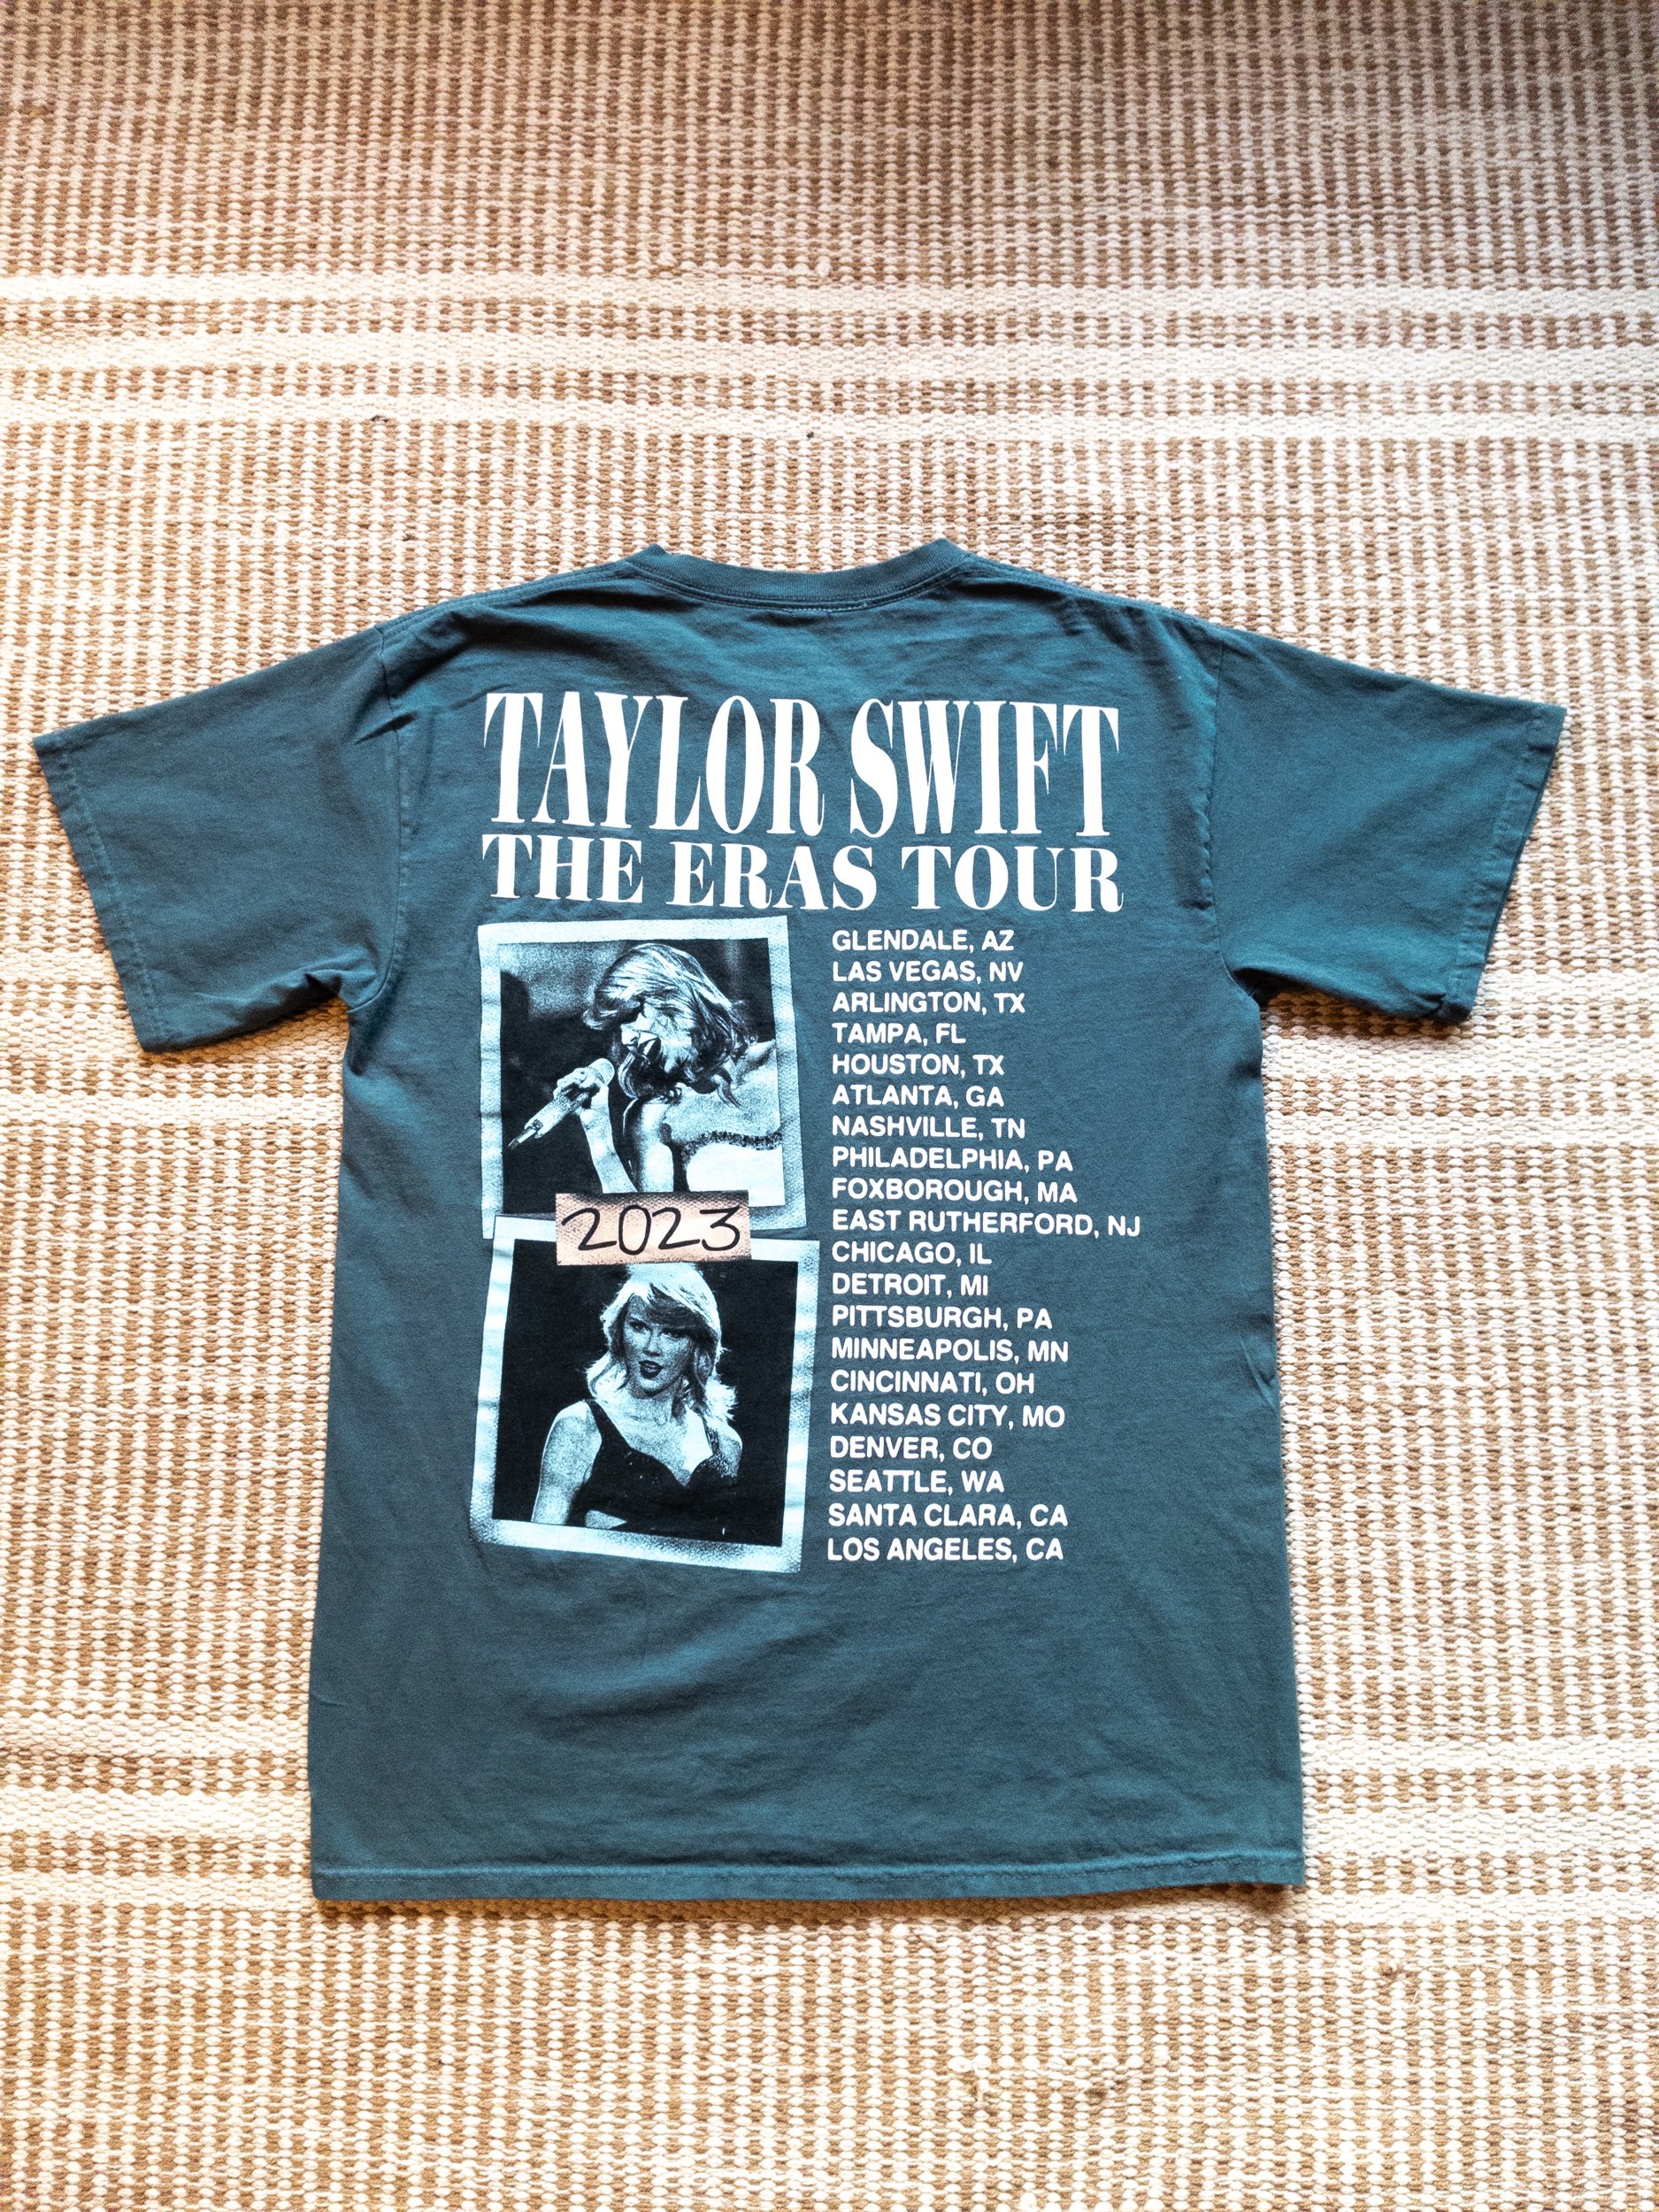 TAYLOR SWIFT
THE ERAS TOUR
2023
GLENDALE, AZ
LAS VEGAS, NV
ARLINGTON, TX
TAMPA, FL
HOUSTON, TX
ATLANTA, GA
NASHVILLE, TN
PHILADELPHIA, PA
FOXBOROUGH, MA
EAST RUTHERFORD, NJ
CHICAGO, IL
DETROIT, MI
PITTSBURGH, PA
MINNEAPOLIS, MN
CINCINNATI, OH
KANSAS CITY, MO
DENVER, CO
SEATTLE, WA
SANTA CLARA, CA
LOS ANGELES, CA